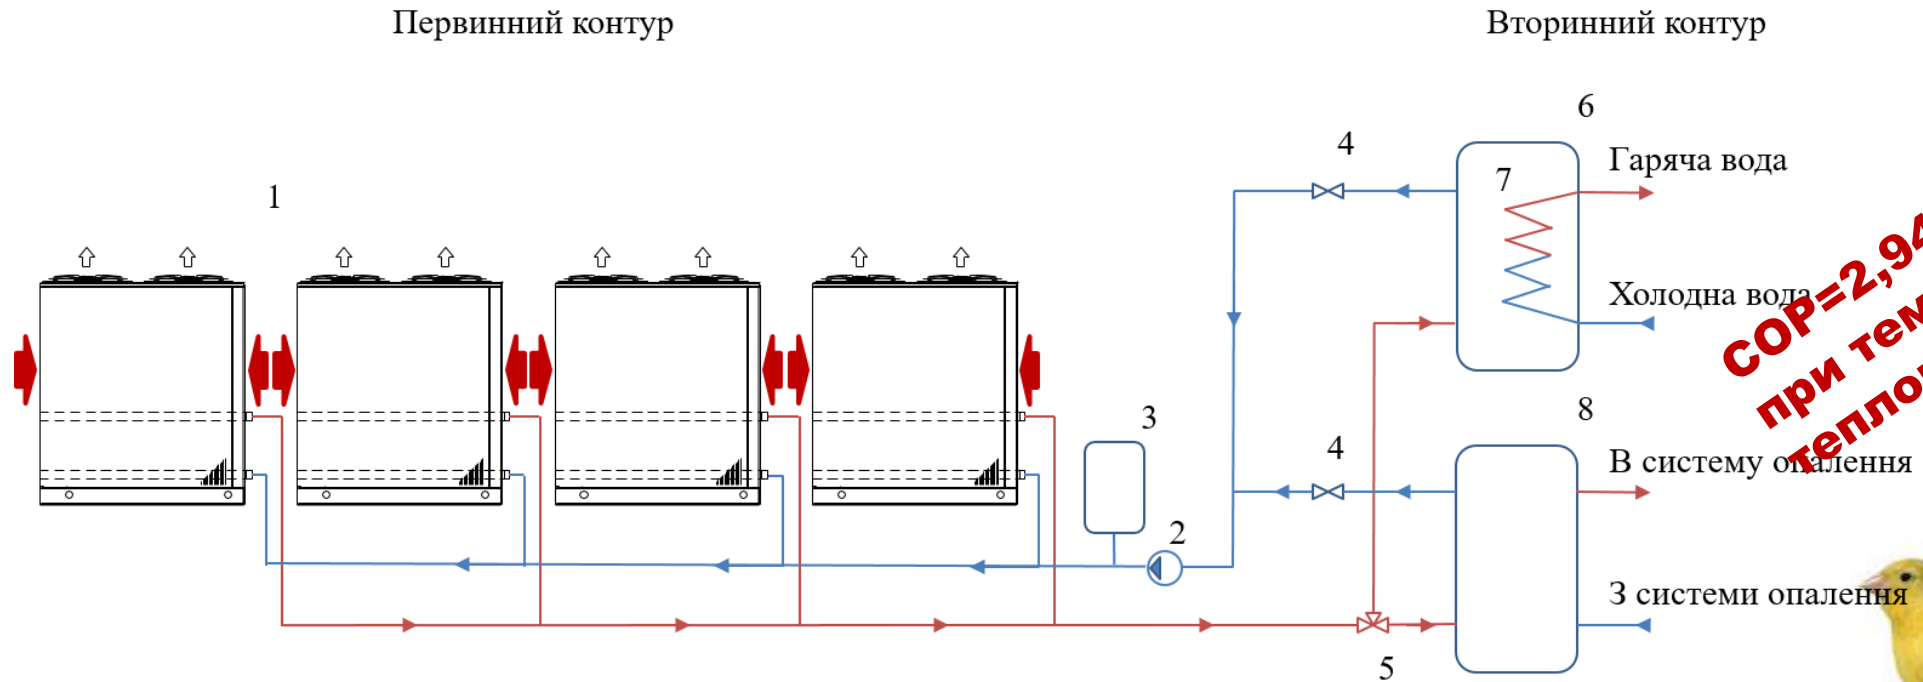 Первинний контур
Вторинний контур
6
4
Гаряча вода
7
1
Холодна вода
COP=2,94
при тем
тепло
3
8
4
В систему опалення
2
З системи опалення
5